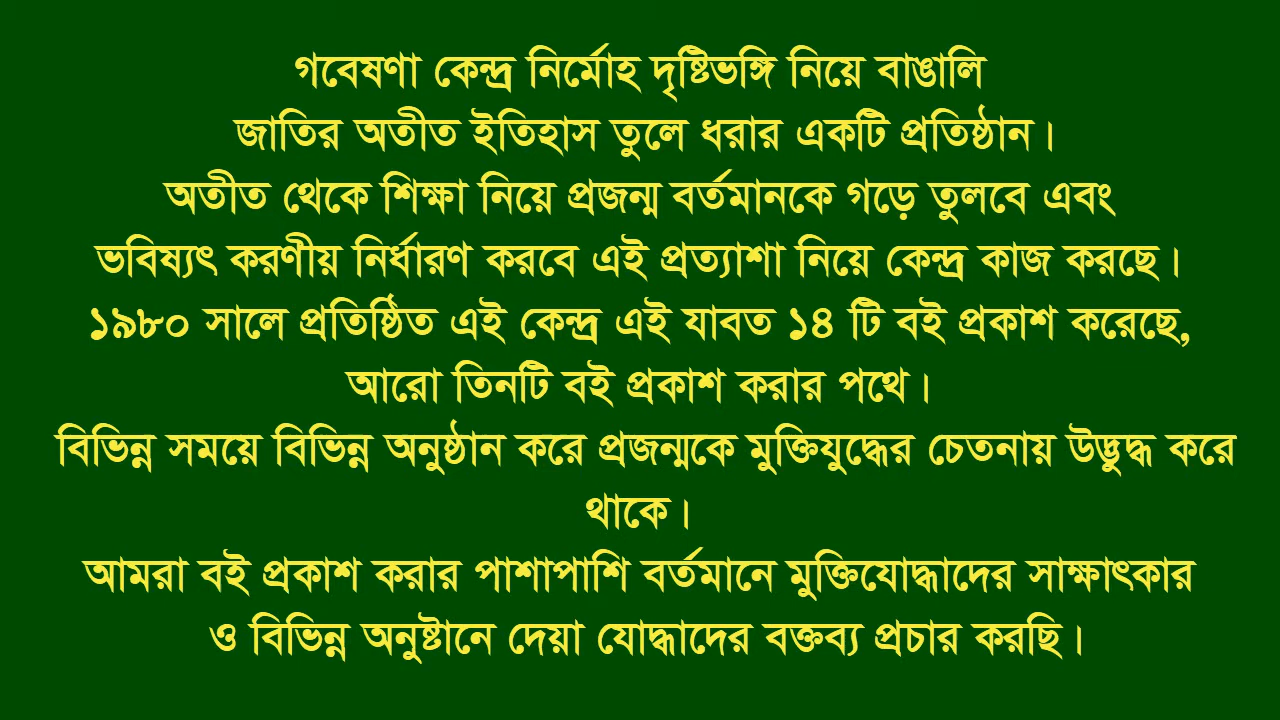 গবেষণা কেন্দ্র নির্মোহ দৃষ্টিভঙ্গি নিয়ে বাঙালি
জাতির অতীত ইতিহাস তুলে ধরার একটি প্রতিষ্ঠান।
অতীত থেকে শিক্ষা নিয়ে প্রজন্ম বর্তমানকে গড়ে তুলবে এবং
ভবিষ্যৎ করণীয় নির্ধারণ করবে এই প্রত্যাশা নিয়ে কেন্দ্র কাজ করছে।
১৯৮০ সালে প্রতিষ্ঠিত এই কেন্দ্র এই যাবত ১৪ টি বই প্রকাশ করেছে,
আরো তিনটি বই প্রকাশ করার পথে।
বিভিন্ন সময়ে বিভিন্ন অনুষ্ঠান করে প্রজন্মকে মুক্তিযুদ্ধের চেতনায় উদ্ভুদ্ধ করে
থাকে।
আমরা বই প্রকাশ করার পাশাপাশি বর্তমানে মুক্তিযোদ্ধাদের সাক্ষাৎকার
ও বিভিন্ন অনুষ্টানে দেয়া যোদ্ধাদের বক্তব্য প্রচার করছি।